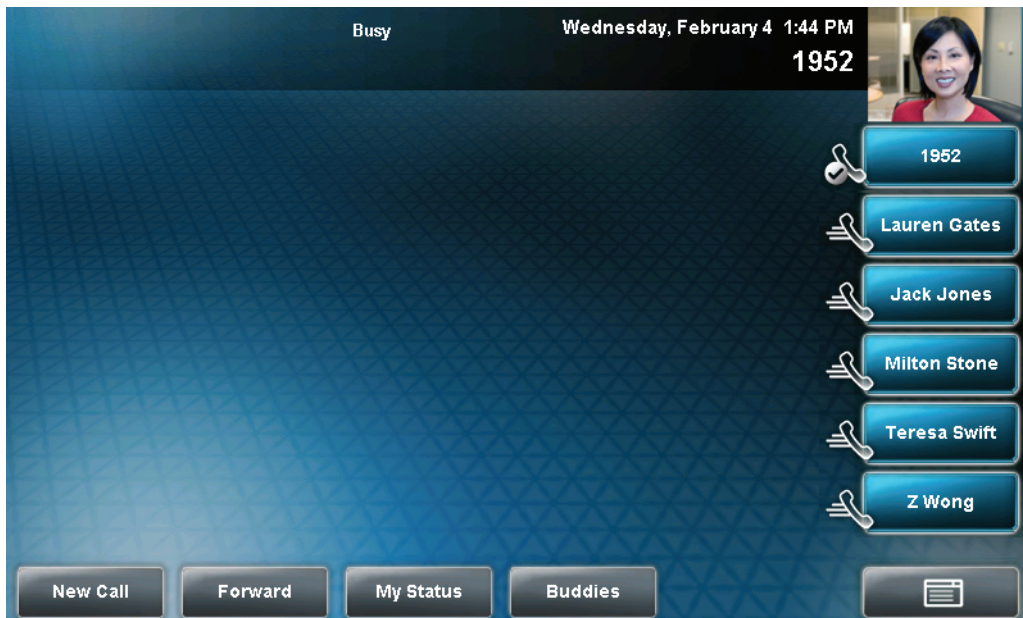 Busy
Wednesday, February 4 1:44 PM
1952
1952
Lauren Gates
Jack Jones
Milton Stone
Teresa Swift
Z Wong
New Call
Forward
My Status
Buddies